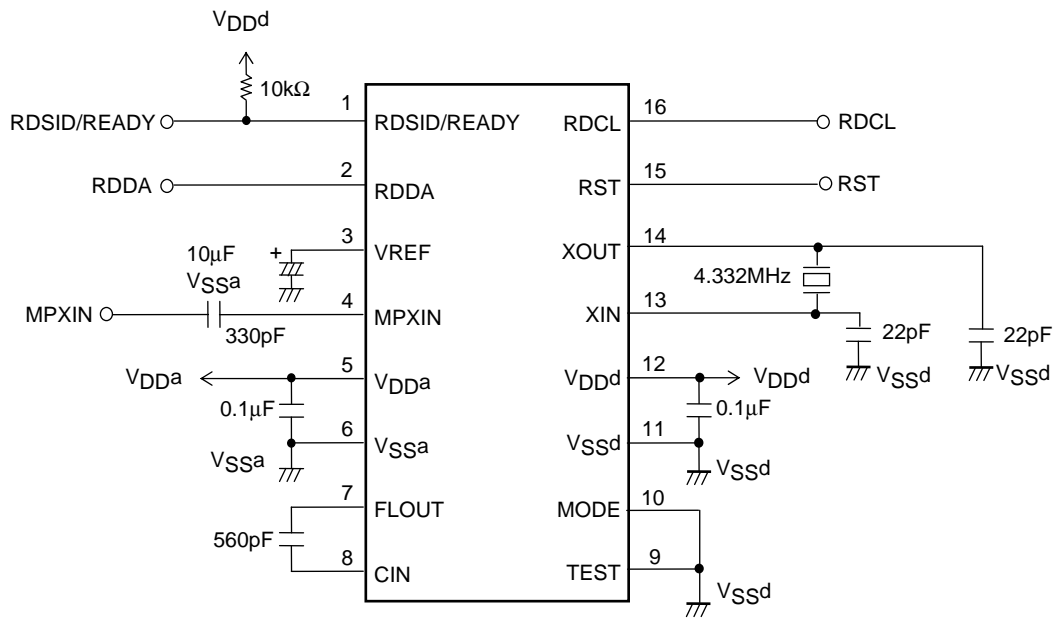 VDDd
10kΩ
1
16
RDSID/READY
RDSID/READY
RDCL
RDCL
2
15
RDDA
RDDA
RST
RST
3
14
10μF
+
VREF
XOUT
VSSa
4.332MHz
4
13
MPXIN
330pF
MPXIN
XIN
22pF
22pF
VSSd
VSSd
5
12
VDDa
VDDa
VDDd
VDDd
0.1μF
0.1μF
6
11
VSSa
VSSa
VSSd
VSSd
7
10
FLOUT
MODE
560pF
8
9
CIN
TEST
VSSd